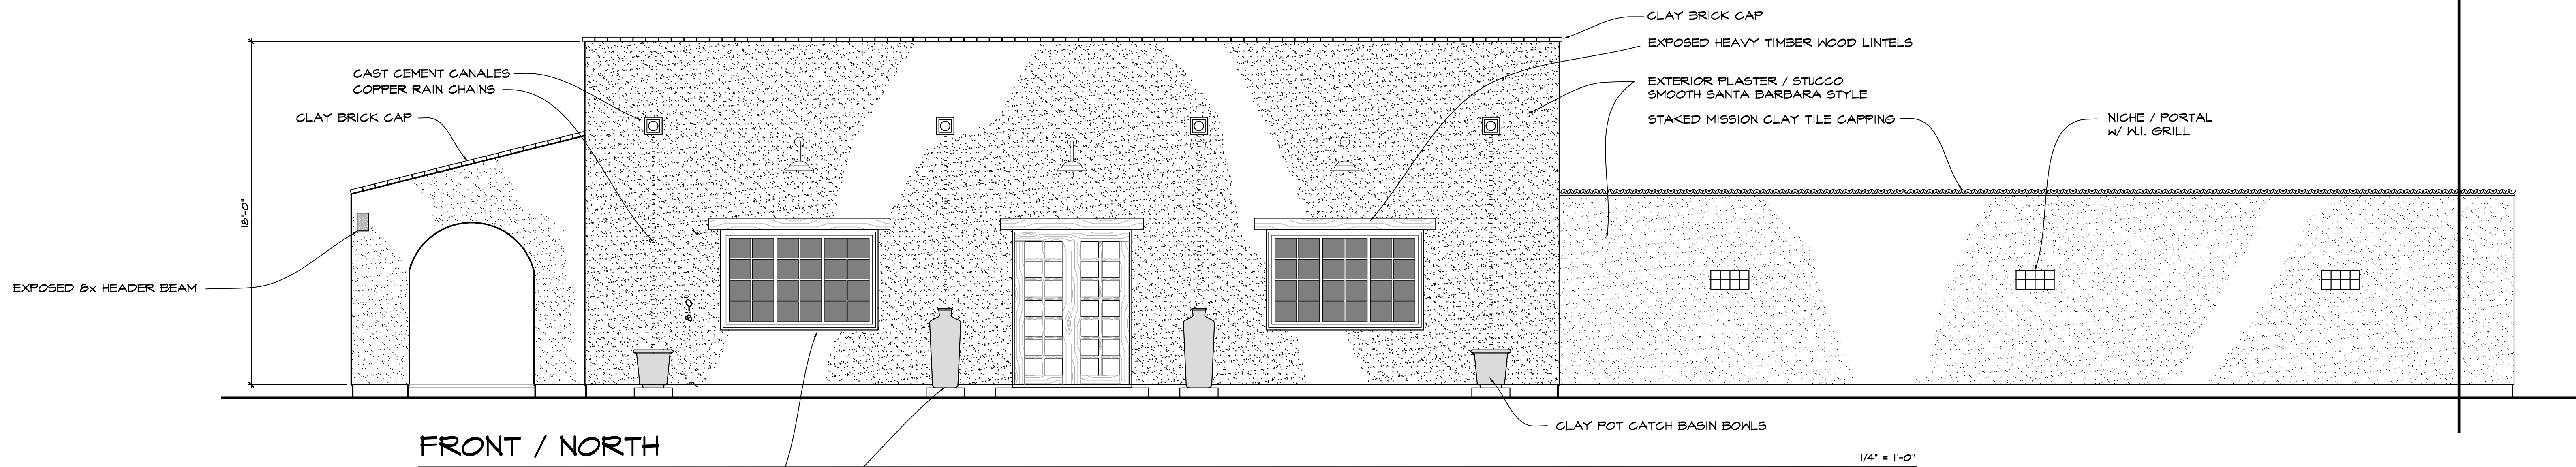 CLAY BRICK CAP
EXPOSED HEAVY TIMBER WOOD LINTELS
CAST CEMENT CANALES
COPPER RAIN CHAINS
EXTERIOR PLASTER / STUCCO
SMOOTH SANTA BARBARA STYLE
CLAY BRICK CAP
STAKED MISSION CLAY TILE CAPPING
NICHE / PORTAL
W/ W.I. GRILL
18'-0"
EXPOSED 8x HEADER BEAM
8'-0"
CLAY POT CATCH BASIN BOWLS
FRONT / NORTH
1/4" = 1'-0"